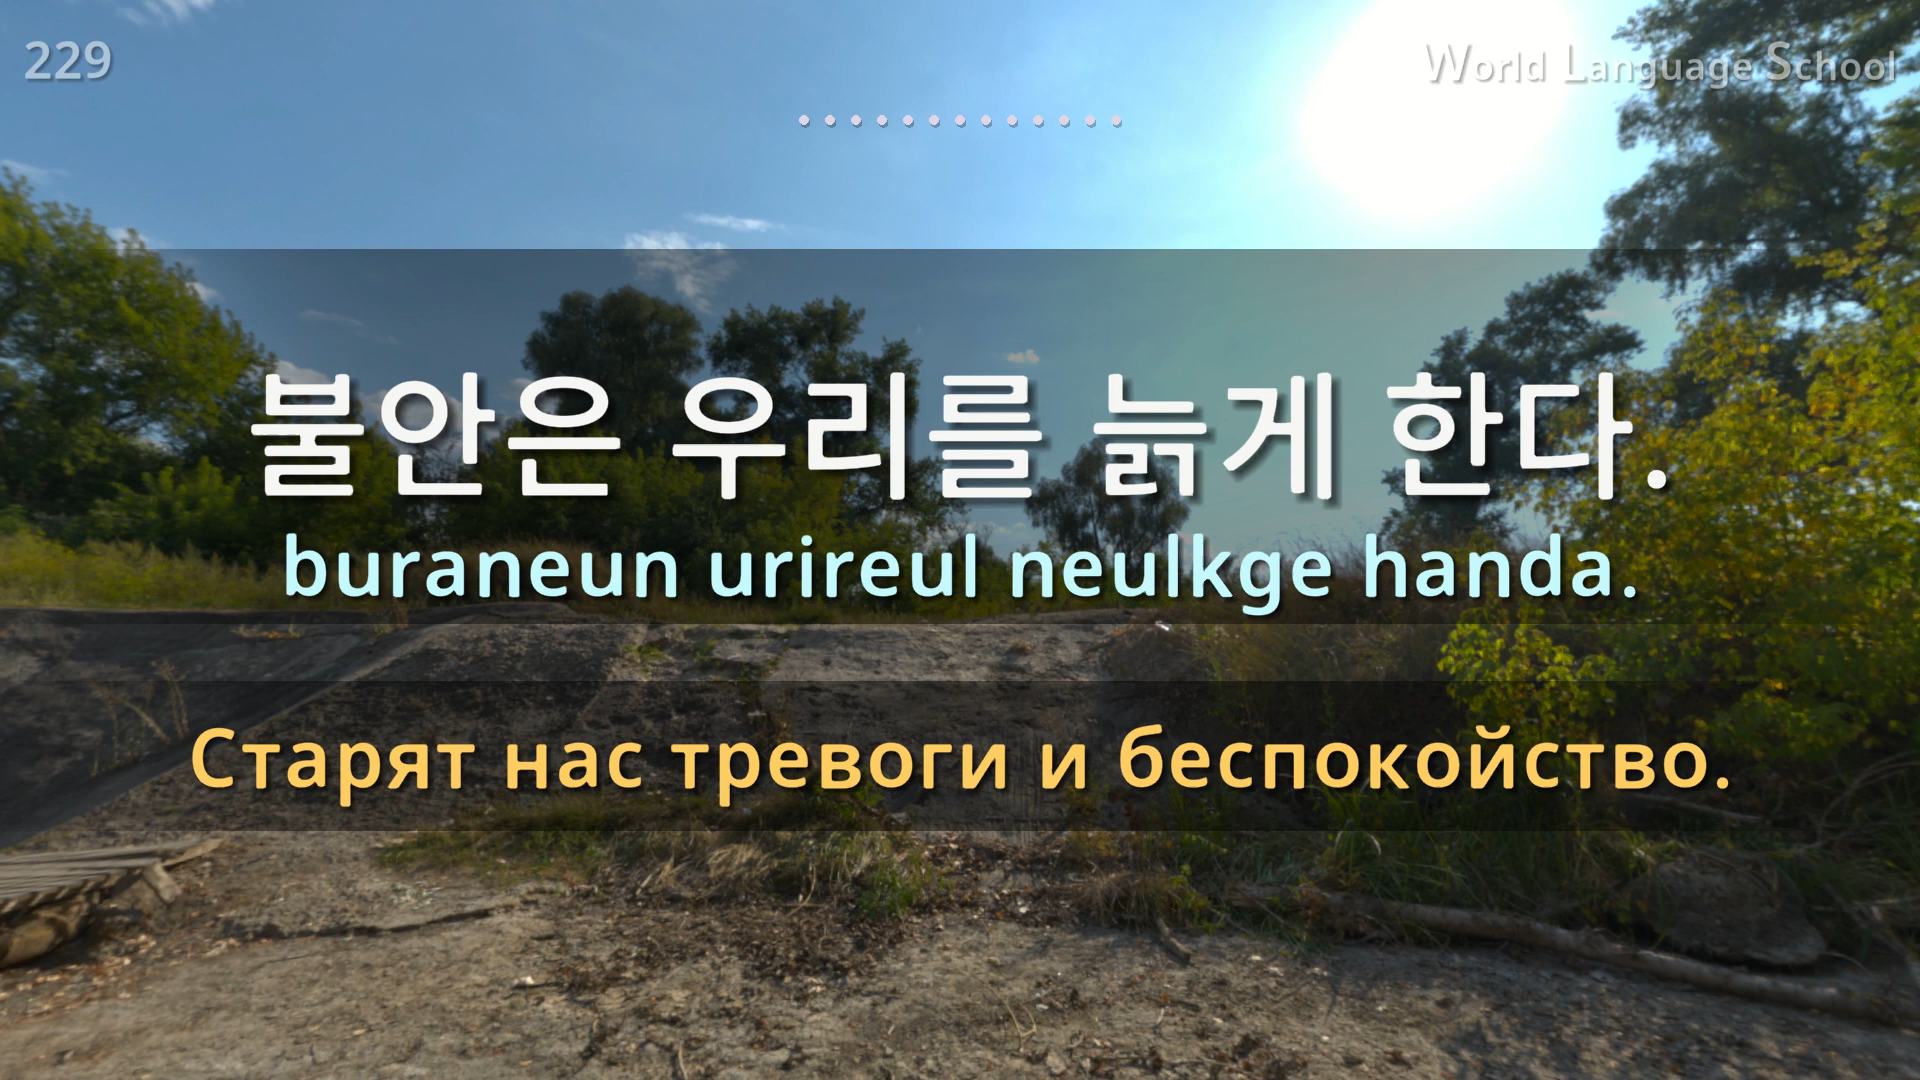 229
World Language School
불안은 우리를 늙게 한다.
buraneun urireul neulkge handa.
Старят нас тревоги и беспокойство.